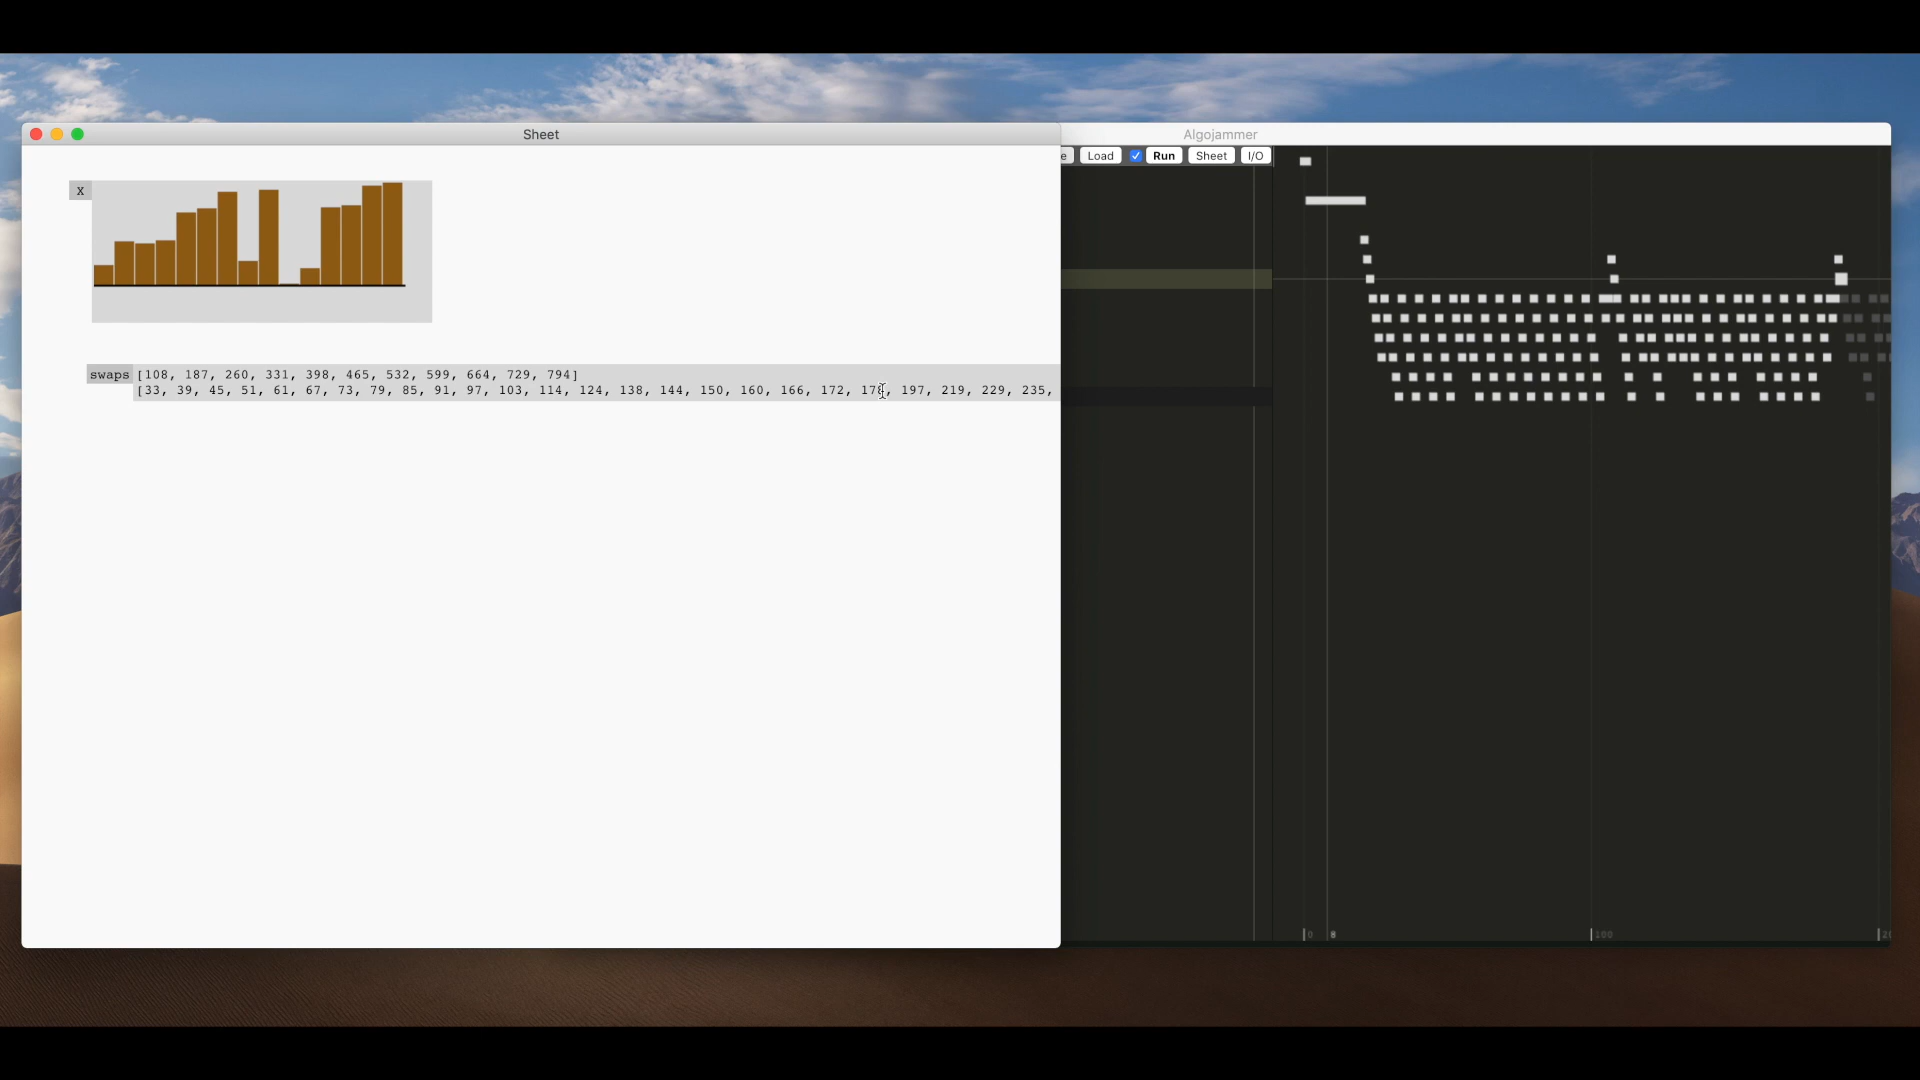 Sheet
Algojammer
e Load Run Sheet I/O
X
swaps [108, 187, 260, 331, 398, 465, 532, 599, 664, 729, 794]
[33, 39, 45, 51, 61, 67, 73, 79, 85, 91, 97, 103, 114, 124, 138, 144, 150, 160, 166, 172, 178, 197, 219, 229, 235,
0 8 100 20